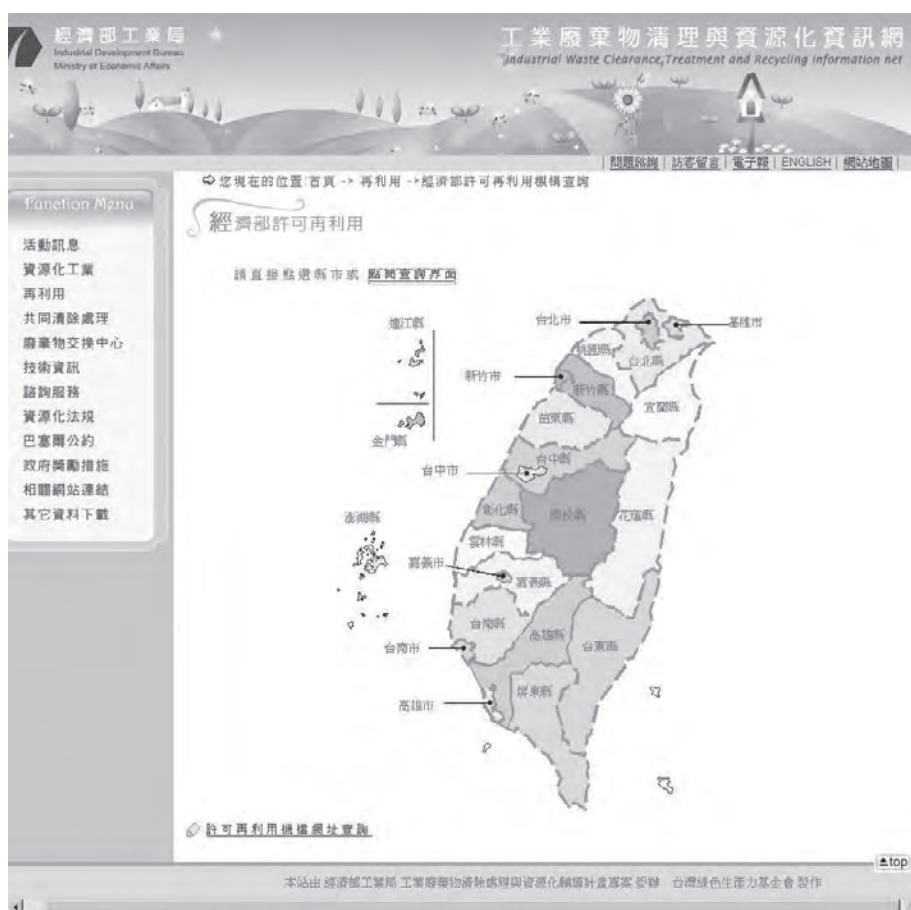 經濟部工業局
Industrial Development Bureau
Ministry of Economic Affairs
工業廢棄物清理與資源化資訊網
Industrial Waste Clearance,Treatment and Recycling information net
| 問題諮詢 | 訪客留言 | 電子報 | ENGLISH | 網站地圖 |
您現在的位置:首頁 -> 再利用 ->經濟部許可再利用機構查詢
Function Menu
活動訊息
資源化工業
再利用
共同清除處理
廢棄物交換中心
技術資訊
諮詢服務
資源化法規
巴塞爾公約
政府獎勵措施
相關網站連結
其它資料下載
經濟部許可再利用
請直接點選縣市或 點閱查詢界面
連江縣
金門縣
澎湖縣
台北市
基隆市
桃園縣
台北縣
新竹市
新竹縣
宜蘭縣
苗栗縣
台中縣
台中市
彰化縣
南投縣
花蓮縣
雲林縣
嘉義市
嘉義縣
台南縣
高雄縣
台東縣
台南市
屏東縣
高雄市
許可再利用機構網址查詢
top
本站由 經濟部工業局 工業廢棄物清除處理與資源化輔導計畫專案 委辦 台灣綠色生產力基金會 製作